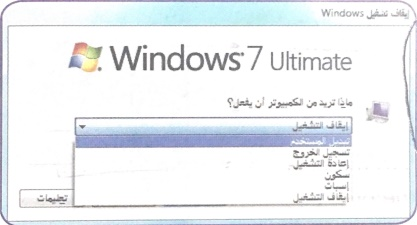 إيقاف تشغيل Windows
Windows 7 Ultimate
ماذا تريد من الكمبيوتر أن يفعل؟
إيقاف التشغيل
تبديل المستخدم
تسجيل الخروج
إعادة التشغيل
سكون
إسبات
إيقاف التشغيل
تعليمات